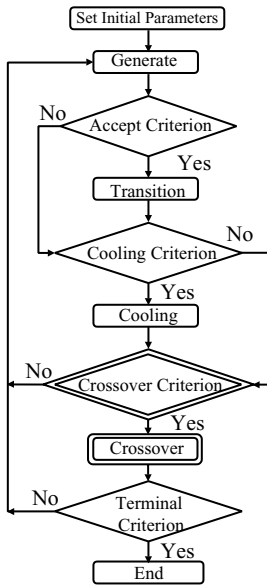 Set Initial Parameters
Generate
No
Accept Criterion
Yes
Transition
No
Cooling Criterion
Yes
Cooling
No
Crossover Criterion
Yes
Crossover
No
Terminal
Criterion
Yes
End